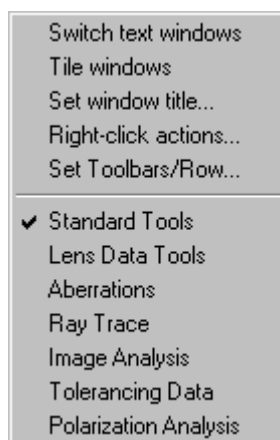 Switch text windows
Tile windows
Set window title...
Right-click actions...
Set Toolbars/Row...
Standard Tools
Lens Data Tools
Aberrations
Ray Trace
Image Analysis
Tolerancing Data
Polarization Analysis